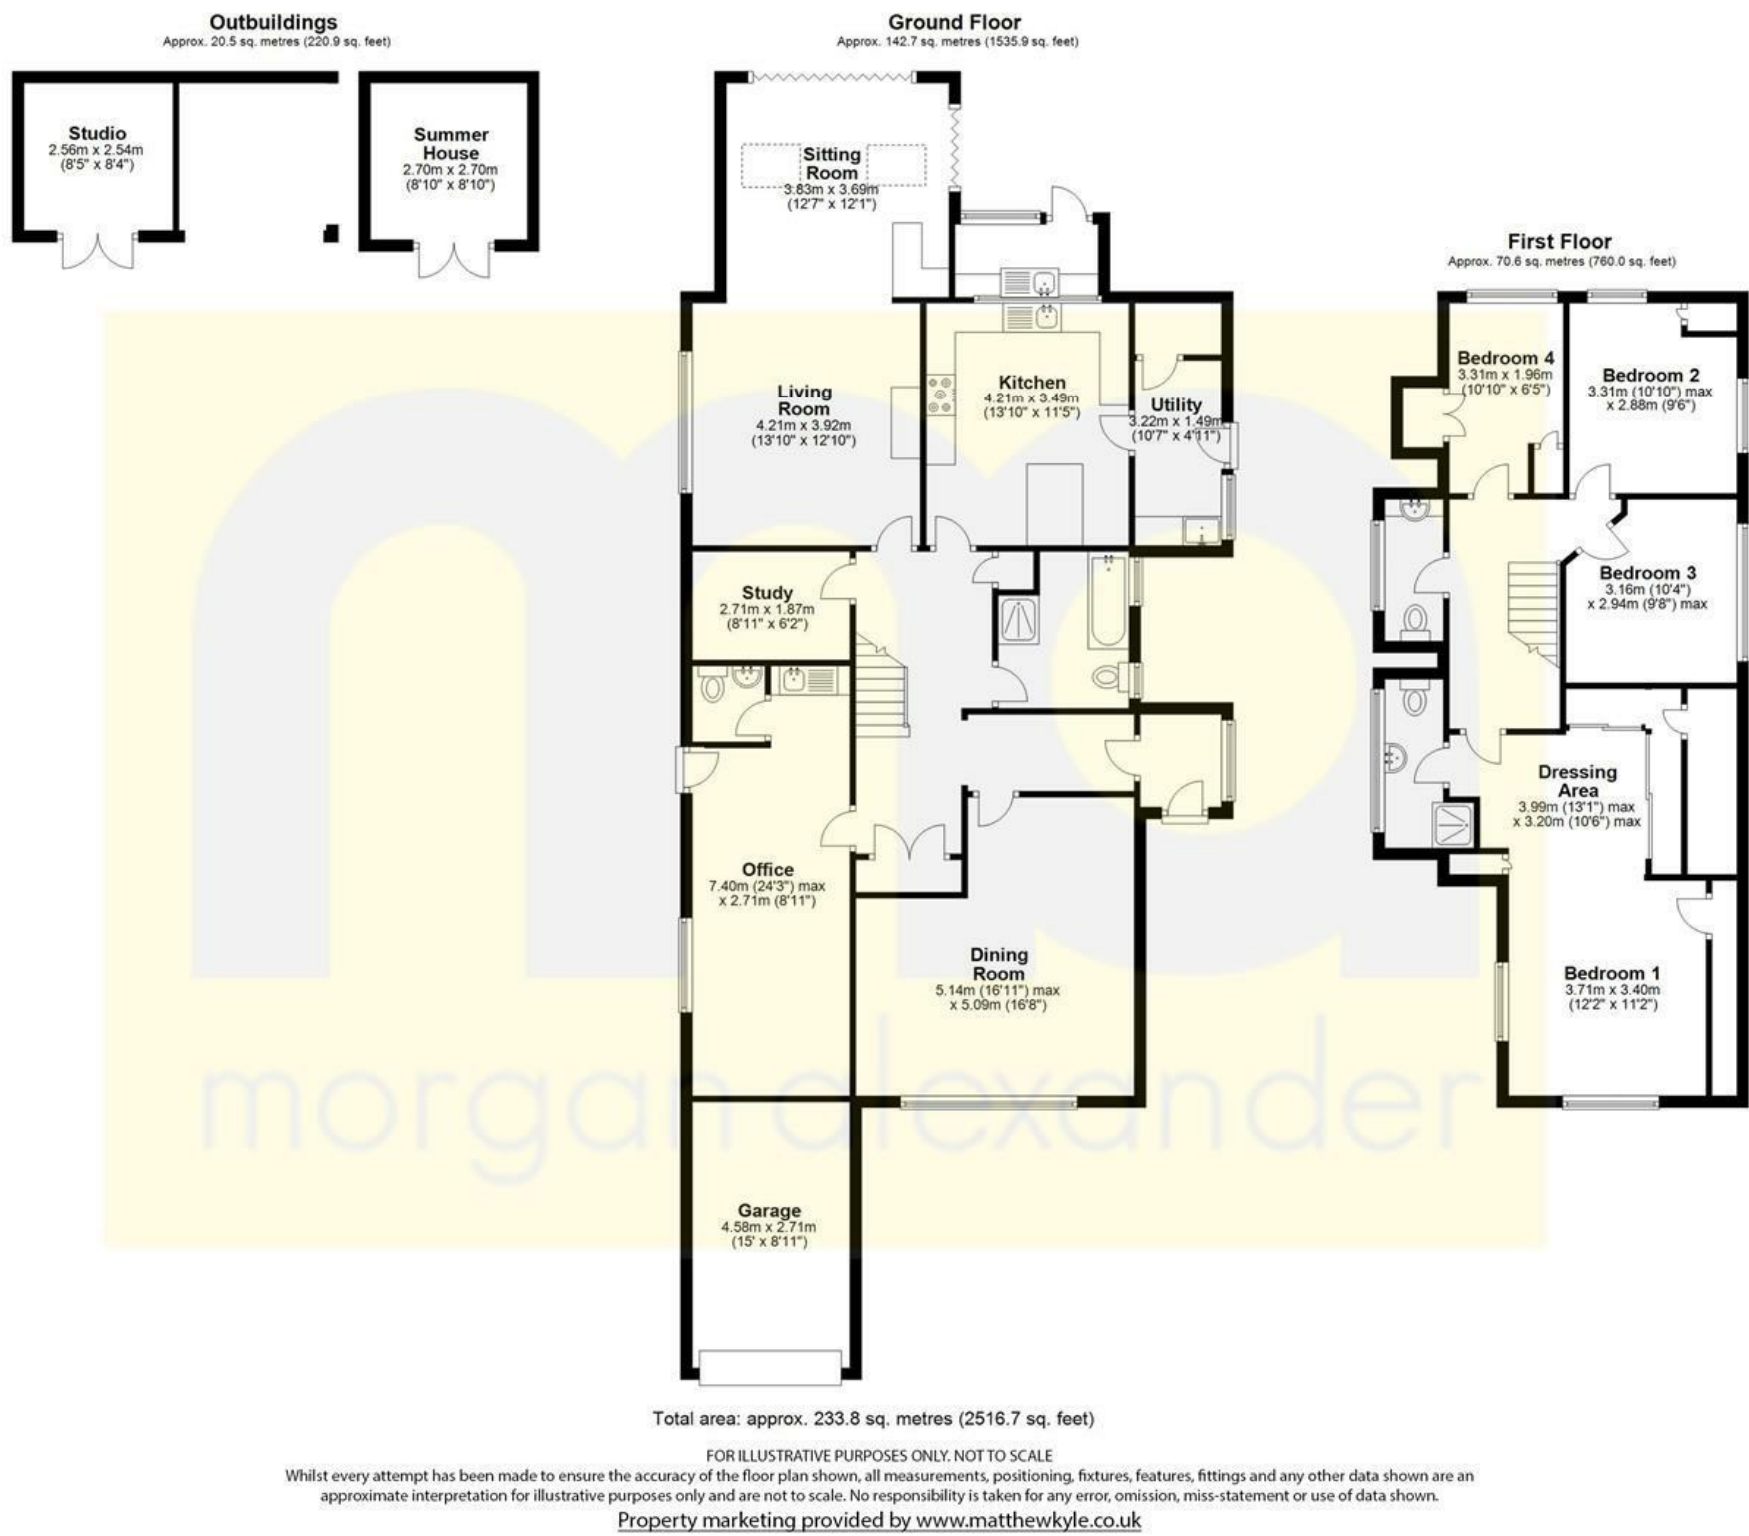 Outbuildings
Approx. 20.5 sq. metres (220.9 sq. feet)
Studio
2.56m x 2.54m
(8'5" x 8'4")
Summer
House
2.70m x 2.70m
(8'10" x 8'10")
Ground Floor
Approx. 142.7 sq. metres (1535.9 sq. feet)
Sitting
Room
3.83m x 3.69m
(12'7" x 12'1")
Living
Room
4.21m x 3.92m
(13'10" x 12'10")
Kitchen
4.21m x 3.49m
(13'10" x 11'5")
Utility
3.22m x 1.49m
(10'7" x 4'11")
Study
2.71m x 1.87m
(8'11" x 6'2")
Office
7.40m (24'3") max
x 2.71m (8'11")
Dining
Room
5.14m (16'11") max
x 5.09m (16'8")
Garage
4.58m x 2.71m
(15' x 8'11")
First Floor
Approx. 70.6 sq. metres (760.0 sq. feet)
Bedroom 4
3.31m x 1.96m
(10'10" x 6'5")
Bedroom 2
3.31m (10'10") max
x 2.88m (9'6")
Bedroom 3
3.16m (10'4")
x 2.94m (9'8") max
Dressing
Area
3.99m (13'1") max
x 3.20m (10'6") max
Bedroom 1
3.71m x 3.40m
(12'2" x 11'2")
ma
morgan alexander
Total area: approx. 233.8 sq. metres (2516.7 sq. feet)
FOR ILLUSTRATIVE PURPOSES ONLY. NOT TO SCALE
Whilst every attempt has been made to ensure the accuracy of the floor plan shown, all measurements, positioning, fixtures, features, fittings and any other data shown are an
approximate interpretation for illustrative purposes only and are not to scale. No responsibility is taken for any error, omission, miss-statement or use of data shown.
Property marketing provided by www.matthewkyle.co.uk